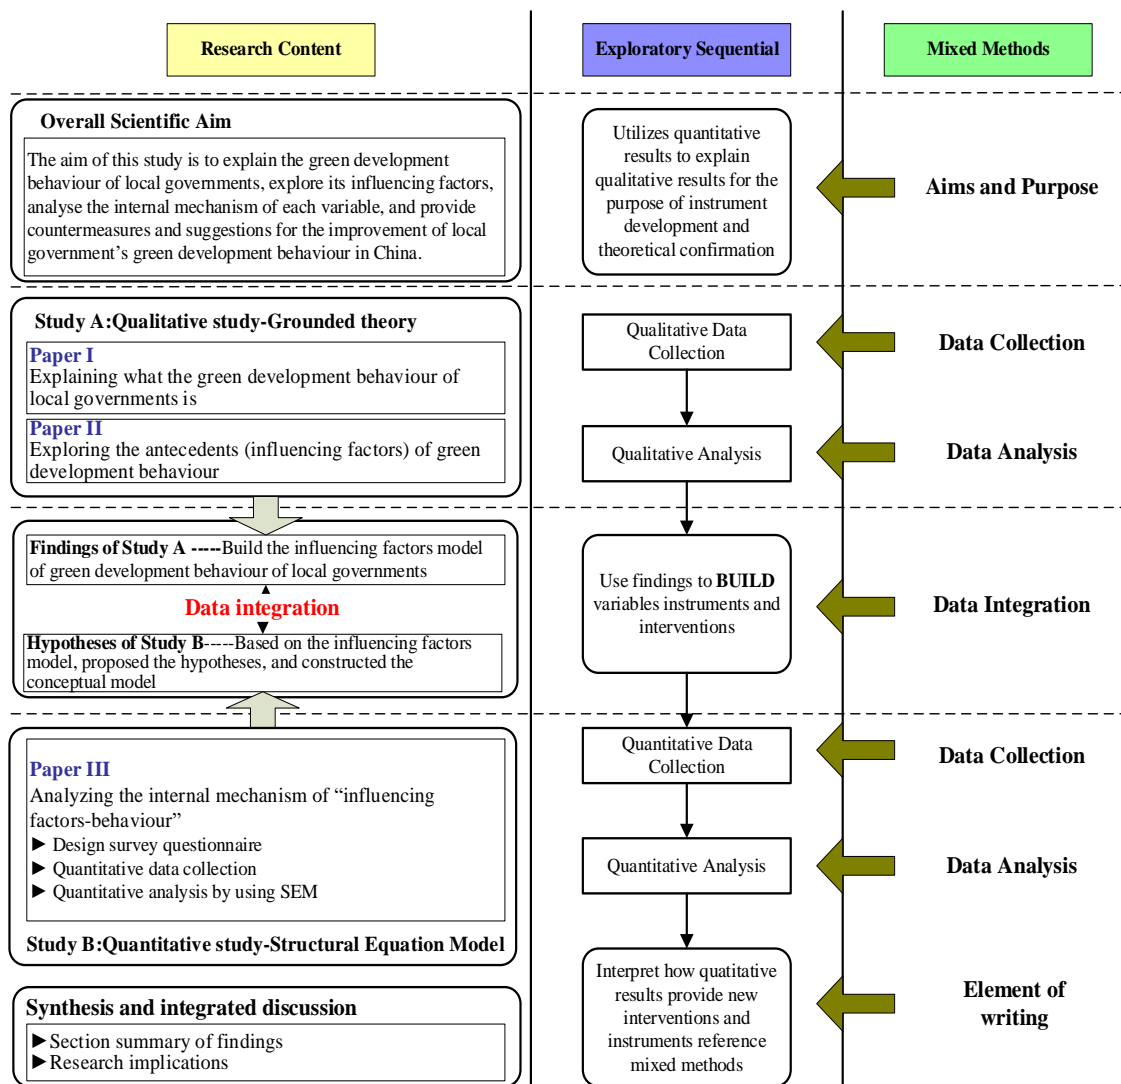 Research Content
Exploratory Sequential
Mixed Methods
Overall Scientific Aim
The aim of this study is to explain the green development
behaviour of local governments, explore its influencing factors,
analyse the internal mechanism of each variable, and provide
countermeasures and suggestions for the improvement of local
government's green development behaviour in China.
Utilizes quantitative
results to explain
qualitative results for the
purpose of instrument
development and
theoretical confirmation
Aims and Purpose
Study A:Qualitative study-Grounded theory
Paper I
Explaining what the green development behaviour of
local governments is
Paper II
Exploring the antecedents (influencing factors) of green
development behaviour
Qualitative Data
Collection
Data Collection
Qualitative Analysis
Data Analysis
Findings of Study A -----Build the influencing factors model
of green development behaviour of local governments
Data integration
Hypotheses of Study B-----Based on the influencing factors
model, proposed the hypotheses, and constructed the
conceptual model
Use findings to BUILD
variables instruments and
interventions
Data Integration
Paper III
Analyzing the internal mechanism of “influencing
factors-behaviour”
► Design survey questionnaire
► Quantitative data collection
► Quantitative analysis by using SEM
Study B:Quantitative study-Structural Equation Model
Quantitative Data
Collection
Data Collection
Quantitative Analysis
Data Analysis
Synthesis and integrated discussion
►Section summary of findings
►Research implications
Interpret how quatitative
results provide new
interventions and
instruments reference
mixed methods
Element of
writing